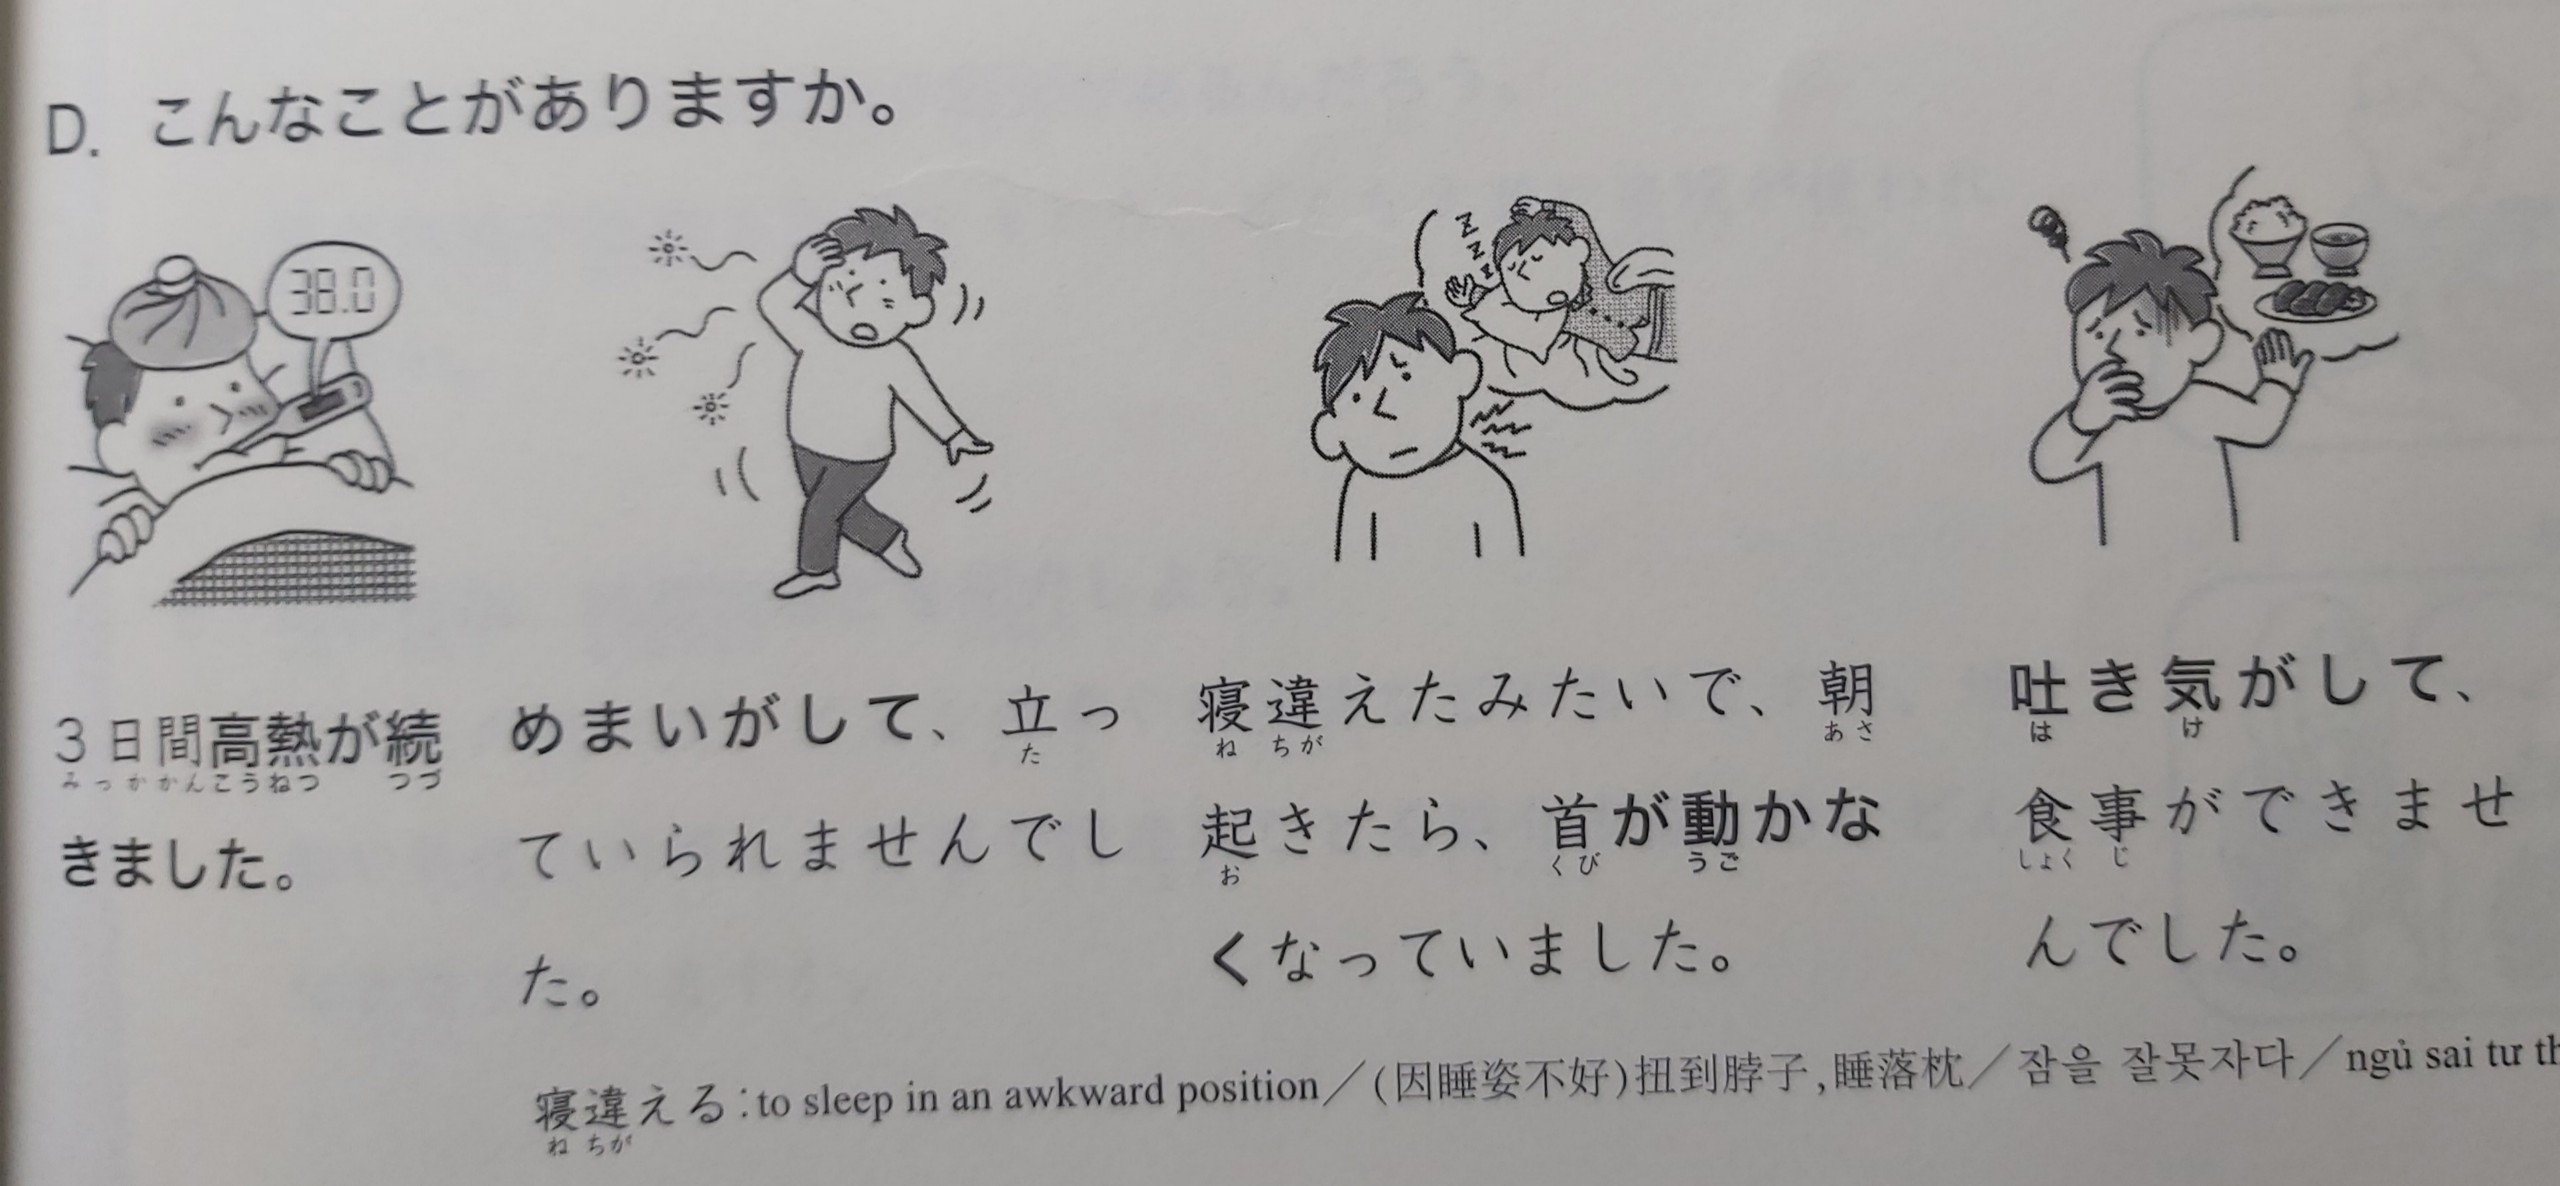 D. こんなことがありますか。
38.0
3日間高熱が続
みっかかんこうねつ つづ
きました。
めまいがして、立っ
た
ていられませんでし
た。
寝違えたみたいで、朝
ね ちが あさ
起きたら、首が動かな
お くび うご
くなっていました。
吐き気がして、
は け
食事ができませ
しょく じ
んでした。
寝違える:to sleep in an awkward position／(因睡姿不好)扭到脖子,睡落枕／잠을 잘못자다／ngủ sai tư th
ね ちが